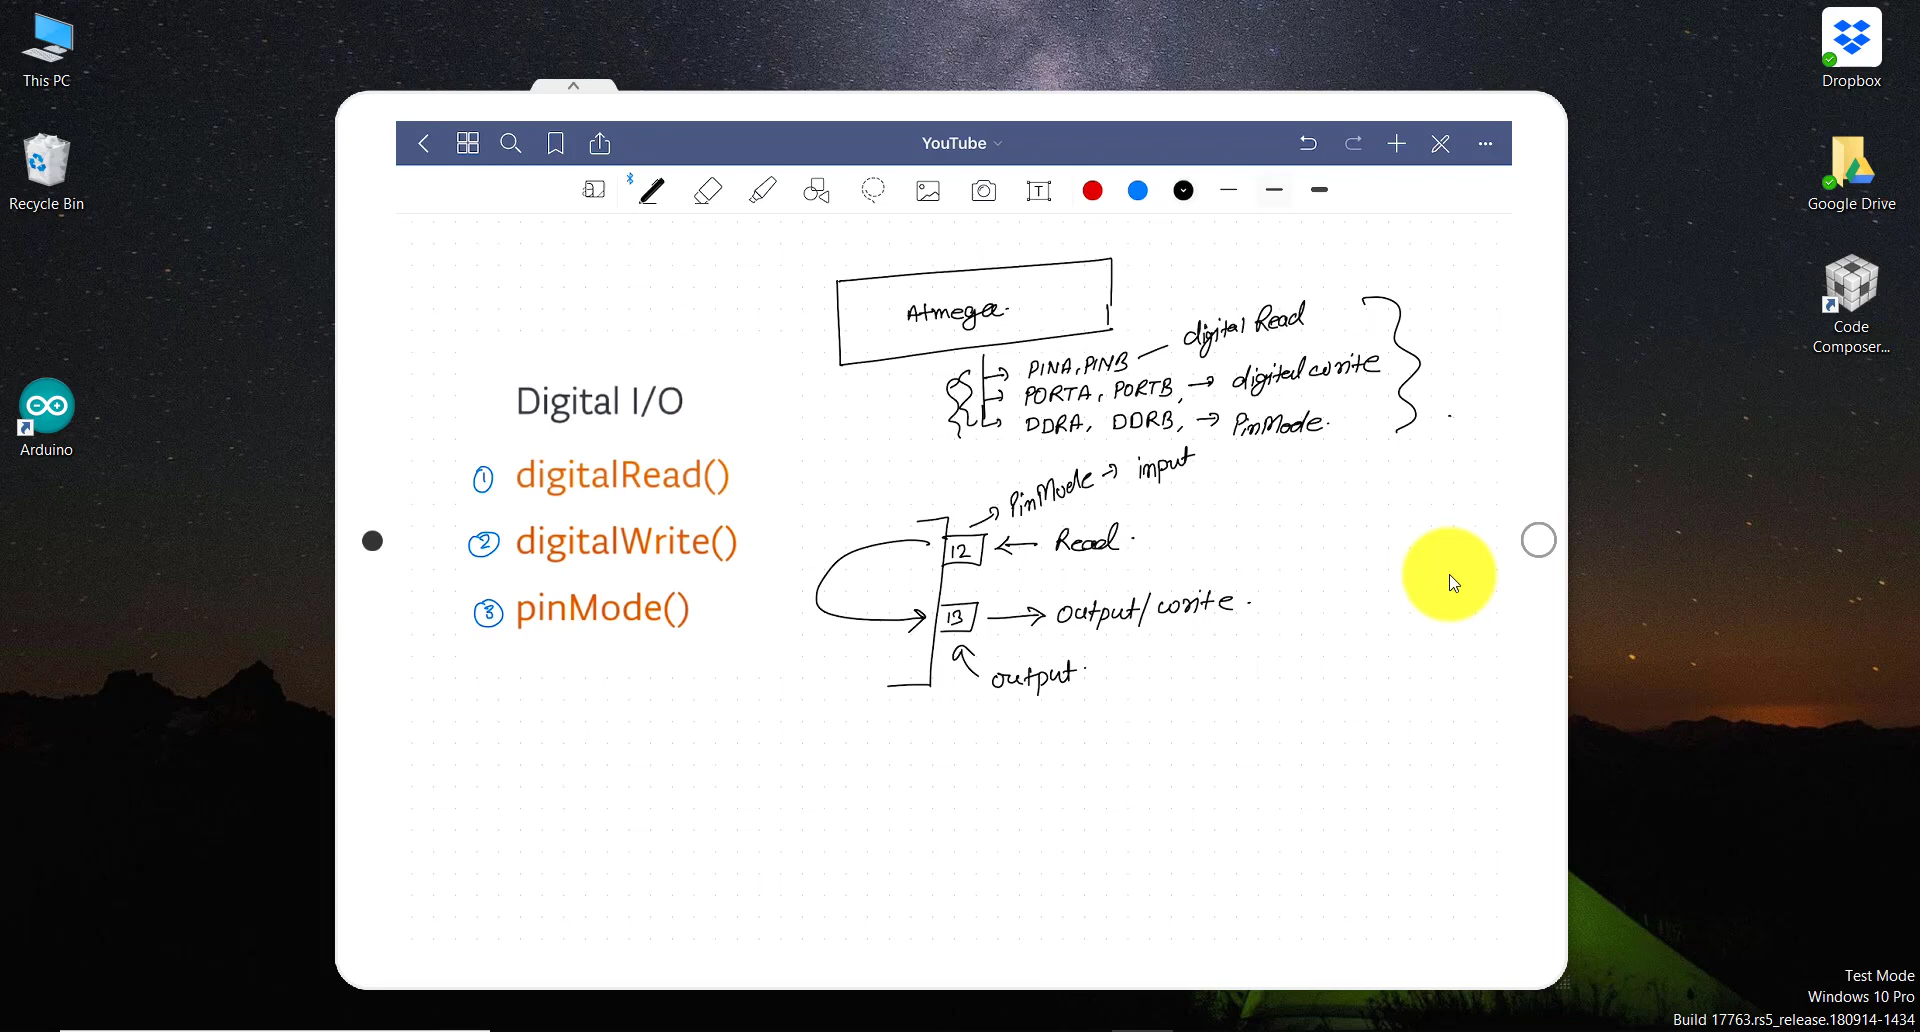 This PC
Recycle Bin
Arduino
Dropbox
Google Drive
Code
Composer...
YouTube
T
Digital I/O
1 digitalRead()
2 digitalWrite()
3 pinMode()
Atmega.
PINA, PINB — digital Read
PORTA, PORTB, → digital write
DDRA, DDRB, → PinMode.
→ PinMode → input
12 ← Read.
13 → output/write.
output.
Test Mode
Windows 10 Pro
Build 17763.rs5_release.180914-1434